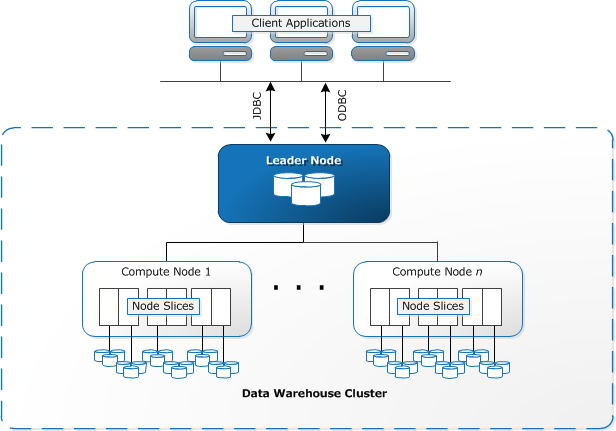 Client Applications
JDBC
ODBC
Leader Node
Compute Node 1
Compute Node n
Node Slices
Node Slices
Data Warehouse Cluster